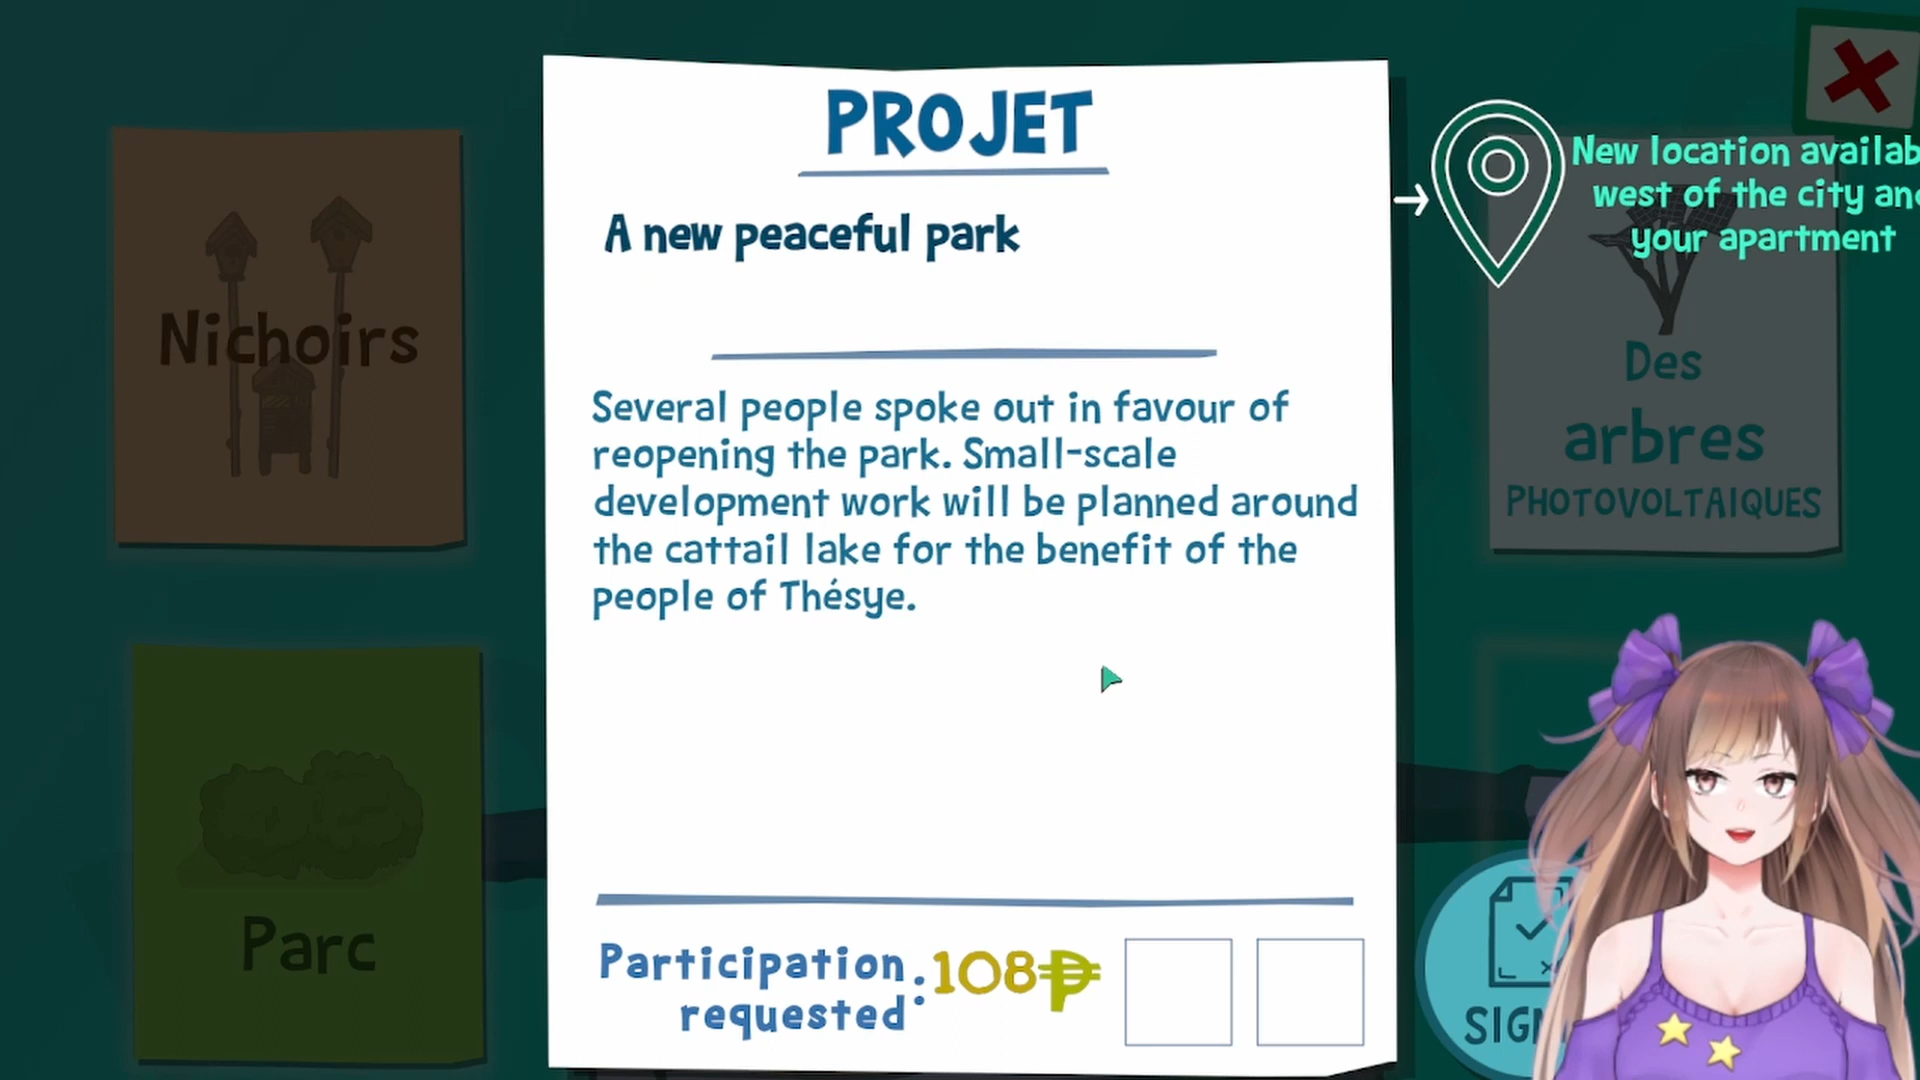 PROJET
A new peaceful park
Several people spoke out in favour of
reopening the park. Small-scale
development work will be planned around
the cattail lake for the benefit of the
people of Thésye.
Participation
requested :
108
Nichoirs
Parc
New location availab
west of the city an
your apartment
Des
arbres
PHOTOVOLTAIQUES
SIGN